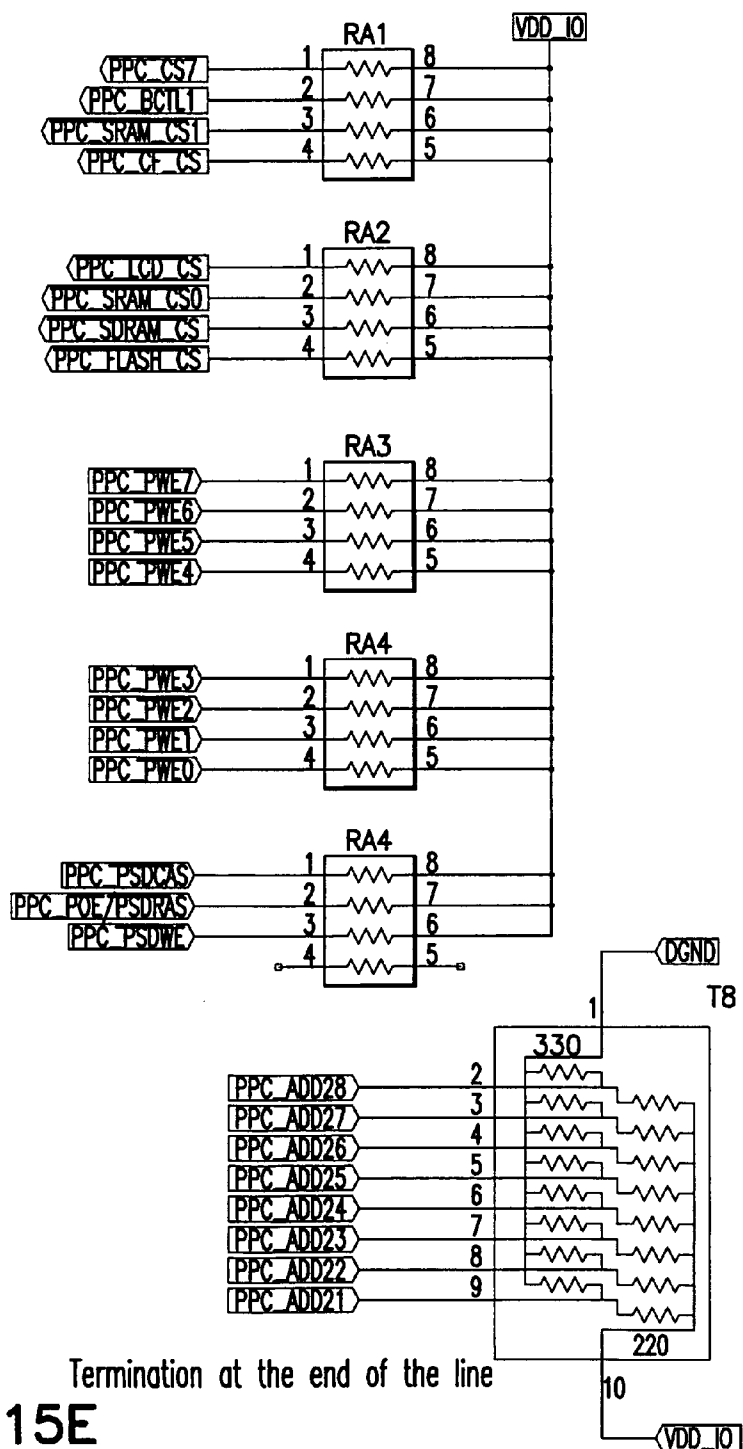 VDD_IO
RA1
PPC_CS7 1 8
PPC_BCTL1 2 7
PPC_SRAM_CS1 3 6
PPC_CF_CS 4 5
RA2
PPC_LCD_CS 1 8
PPC_SRAM_CS0 2 7
PPC_SDRAM_CS 3 6
PPC_FLASH_CS 4 5
RA3
PPC_PWE7 1 8
PPC_PWE6 2 7
PPC_PWE5 3 6
PPC_PWE4 4 5
RA4
PPC_PWE3 1 8
PPC_PWE2 2 7
PPC_PWE1 3 6
PPC_PWE0 4 5
RA4
PPC_PSDCAS 1 8
PPC_POE/PSDRAS 2 7
PPC_PSDWE 3 6
4 5
DGND
T8
1
330
PPC_ADD28 2
PPC_ADD27 3
PPC_ADD26 4
PPC_ADD25 5
PPC_ADD24 6
PPC_ADD23 7
PPC_ADD22 8
PPC_ADD21 9
220
Termination at the end of the line
10
15E
VDD_IO